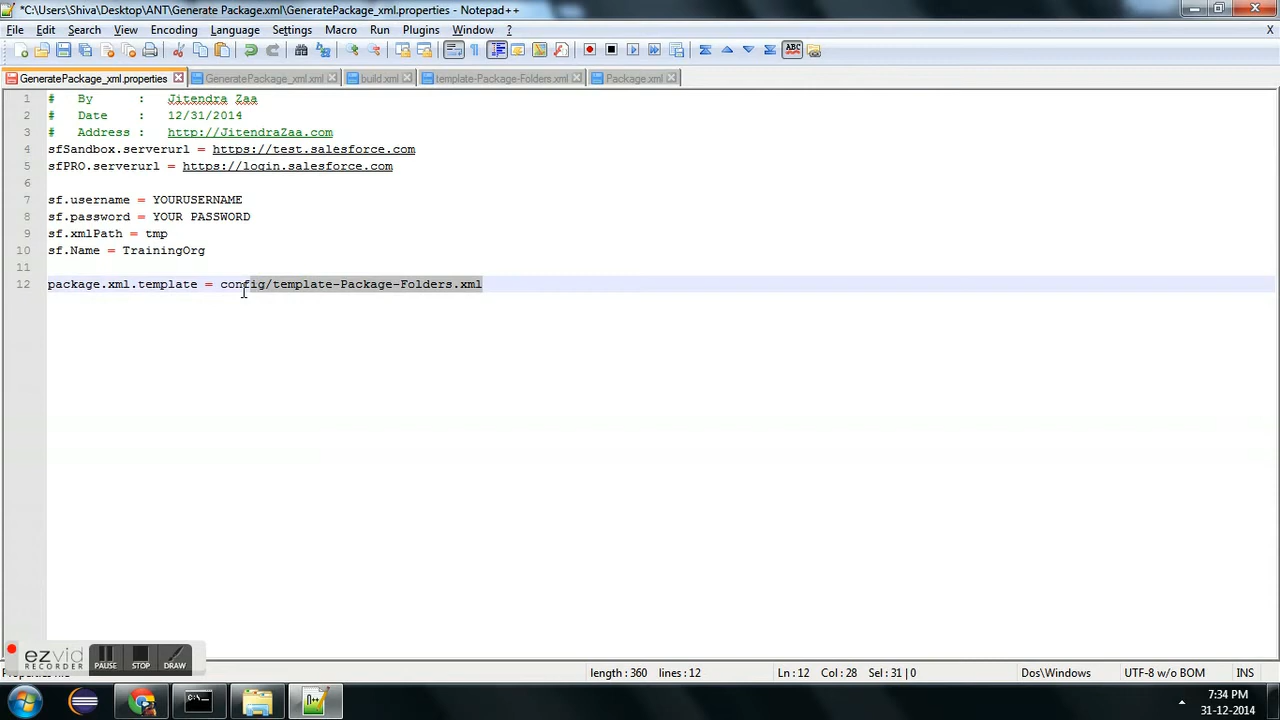 *C:\Users\Shiva\Desktop\ANT\Generate Package.xml\GeneratePackage_xml.properties - Notepad++
File Edit Search View Encoding Language Settings Macro Run Plugins Window ? X
GeneratePackage_xml.properties GeneratePackage_xml.xml build.xml template-Package-Folders.xml Package.xml
1 # By : Jitendra Zaa
2 # Date : 12/31/2014
3 # Address : http://JitendraZaa.com
4 sfSandbox.serverurl = https://test.salesforce.com
5 sfPRO.serverurl = https://login.salesforce.com
6
7 sf.username = YOURUSERNAME
8 sf.password = YOUR PASSWORD
9 sf.xmlPath = tmp
10 sf.Name = TrainingOrg
11
12 package.xml.template = config/template-Package-Folders.xml
ezvid RECORDER PAUSE STOP DRAW
length : 360 lines : 12 Ln : 12 Col : 28 Sel : 31 | 0 Dos\Windows UTF-8 w/o BOM INS
7:34 PM
31-12-2014